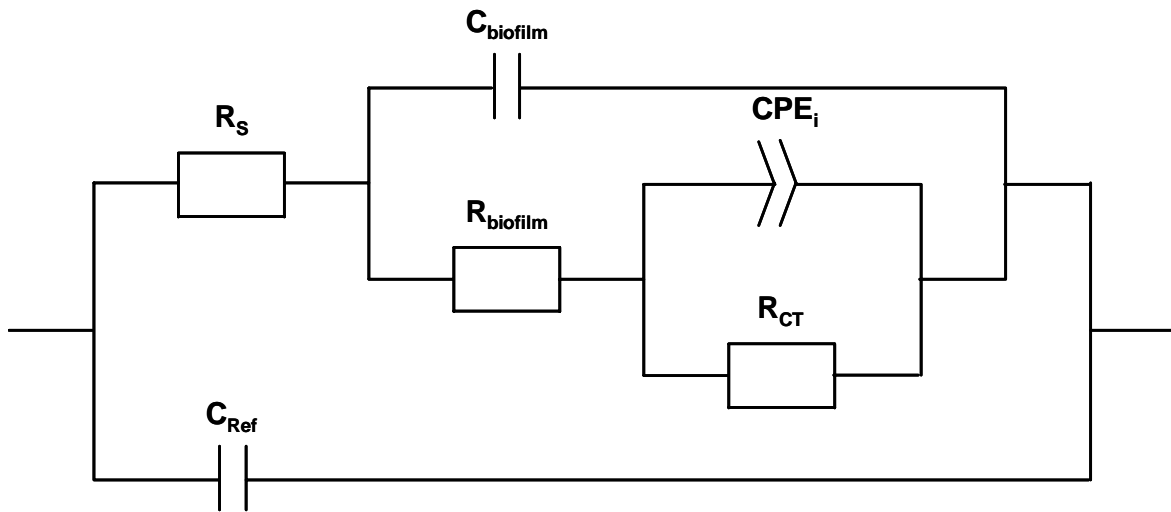 C_biofilm
CPE_i
R_S
R_biofilm
R_CT
C_Ref